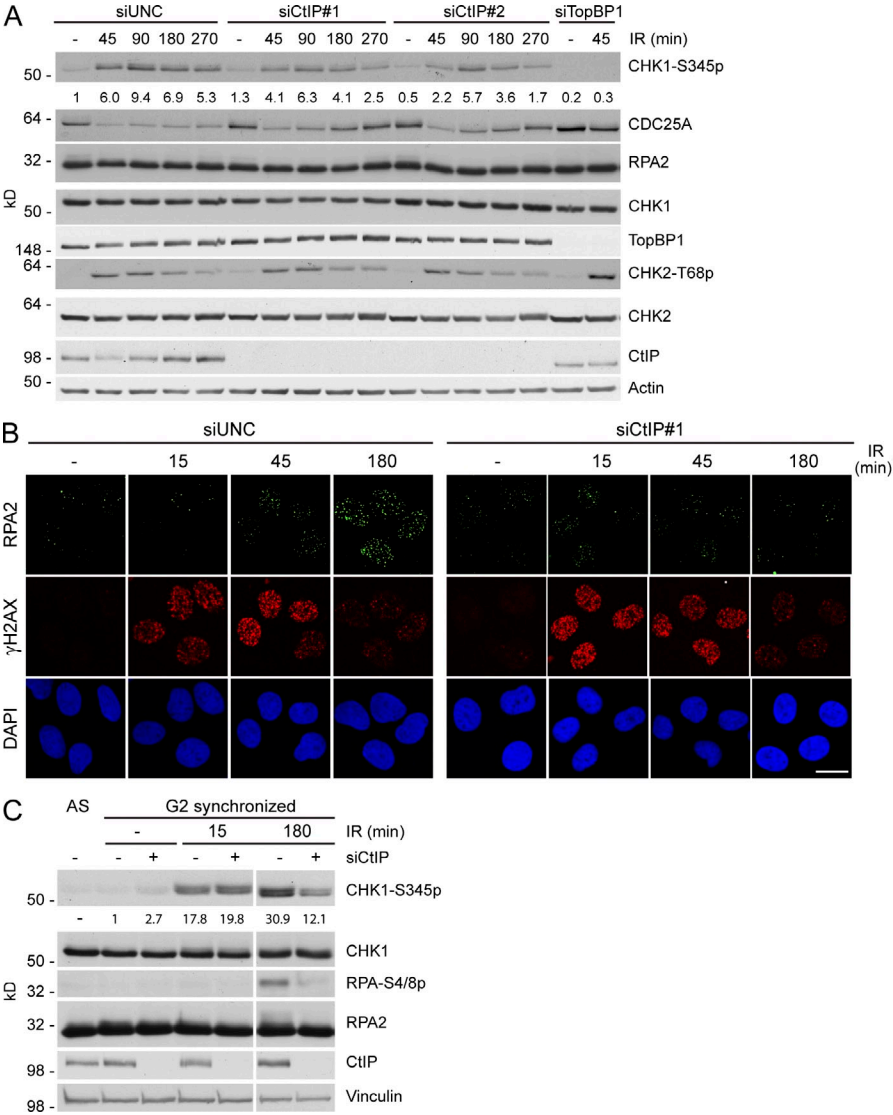 A
siUNC siCtIP#1 siCtIP#2 siTopBP1
- 45 90 180 270 - 45 90 180 270 - 45 90 180 270 - 45 IR (min)
50 - CHK1-S345p
1 6.0 9.4 6.9 5.3 1.3 4.1 6.3 4.1 2.5 0.5 2.2 5.7 3.6 1.7 0.2 0.3
64 - CDC25A
32 - RPA2
kD
50 - CHK1
148 - TopBP1
64 - CHK2-T68p
64 - CHK2
98 - CtIP
50 - Actin
B
siUNC siCtIP#1
- 15 45 180 - 15 45 180 IR (min)
RPA2
γH2AX
DAPI
C
AS G2 synchronized
- 15 180 IR (min)
- - + - + - + siCtIP
50 - CHK1-S345p
- 1 2.7 17.8 19.8 30.9 12.1
50 - CHK1
kD
32 - RPA-S4/8p
32 - RPA2
98 - CtIP
98 - Vinculin